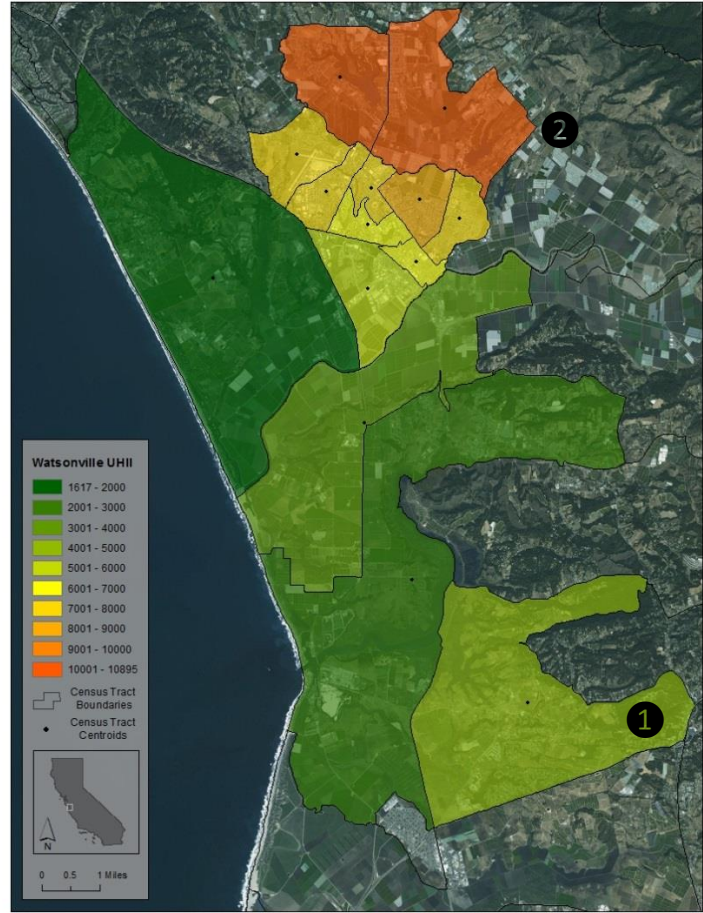 2
Watsonville UHII
1617 - 2000
2001 - 3000
3001 - 4000
4001 - 5000
5001 - 6000
6001 - 7000
7001 - 8000
8001 - 9000
9001 - 10000
10001 - 10895
Census Tract
Boundaries
Census Tract
Centroids
1
N
0 0.5 1 Miles